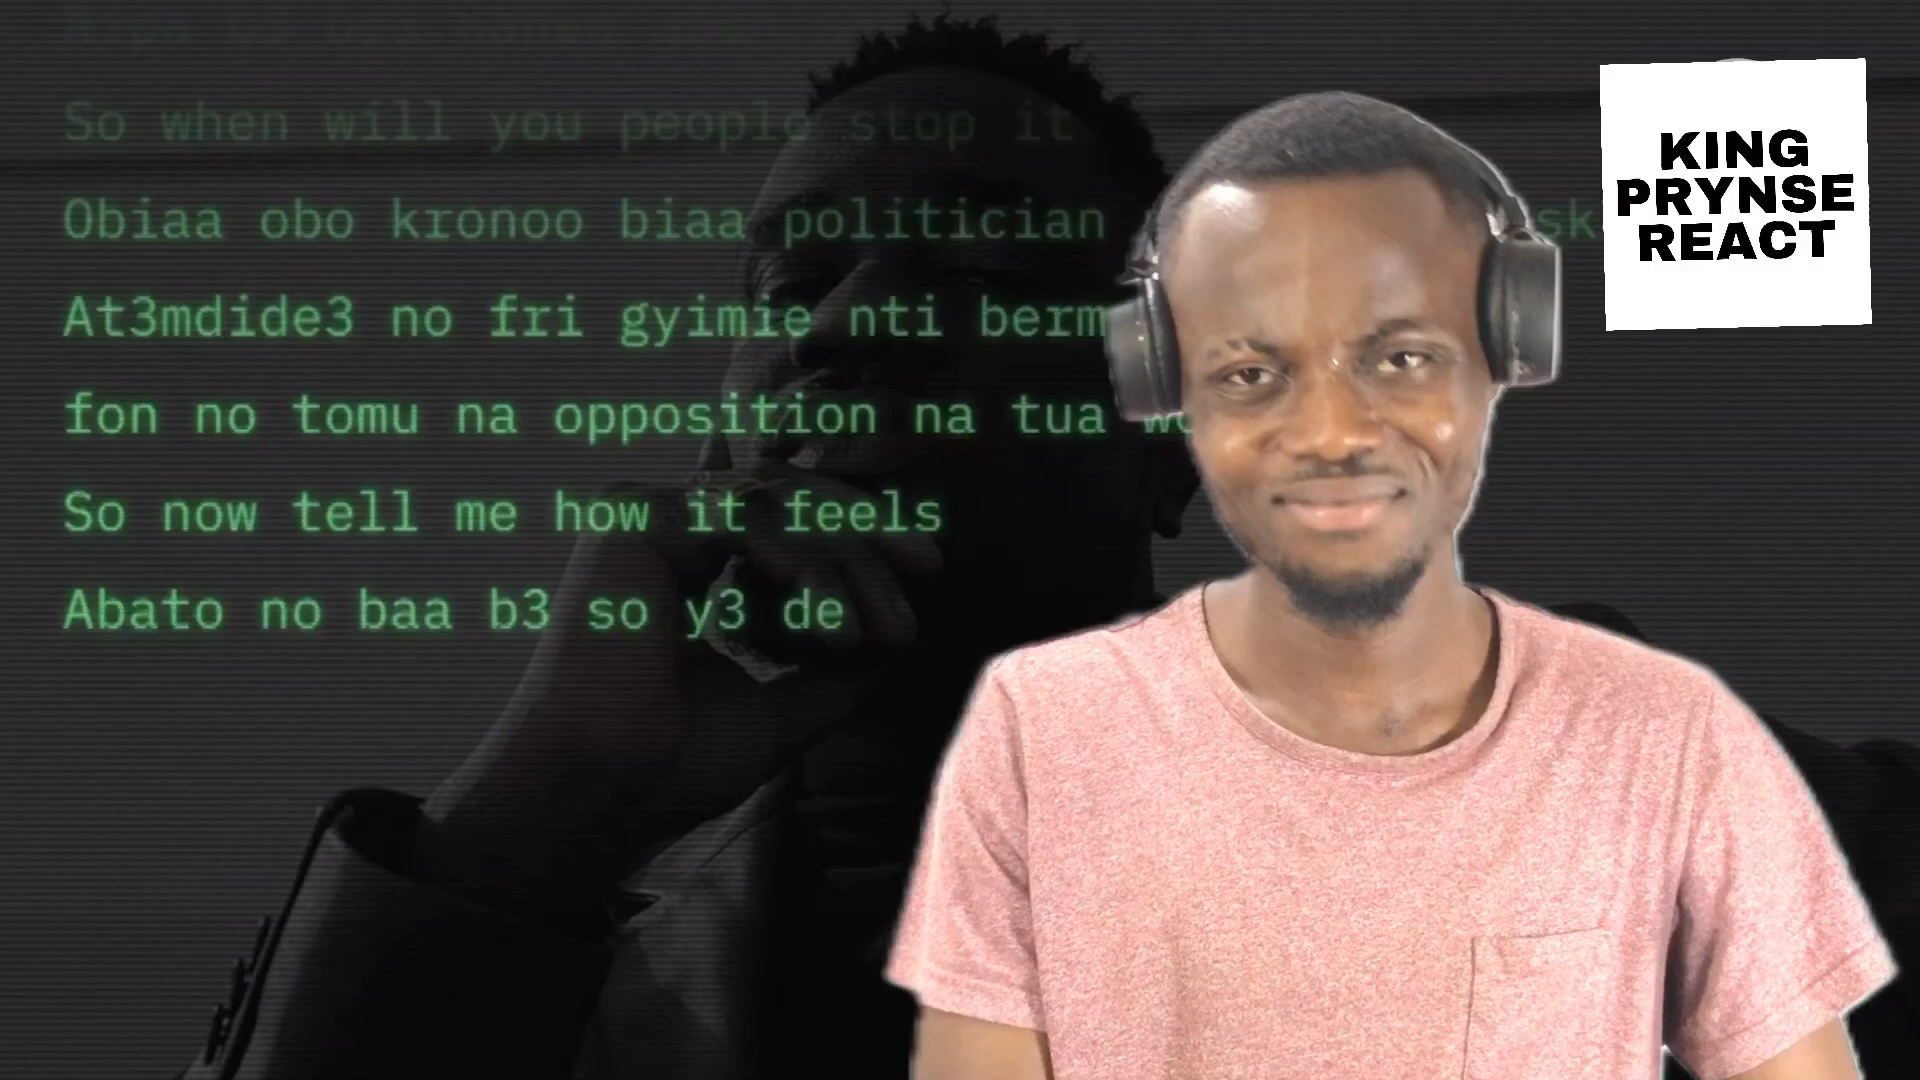 So when will you people stop it
Obiaa obo kronoo biaa politician
At3mdide3 no fri gyimie nti
fon no tomu na opposition na tua
So now tell me how it feels
Abato no baa b3 so y3 de
KING
PRYNSE
REACT